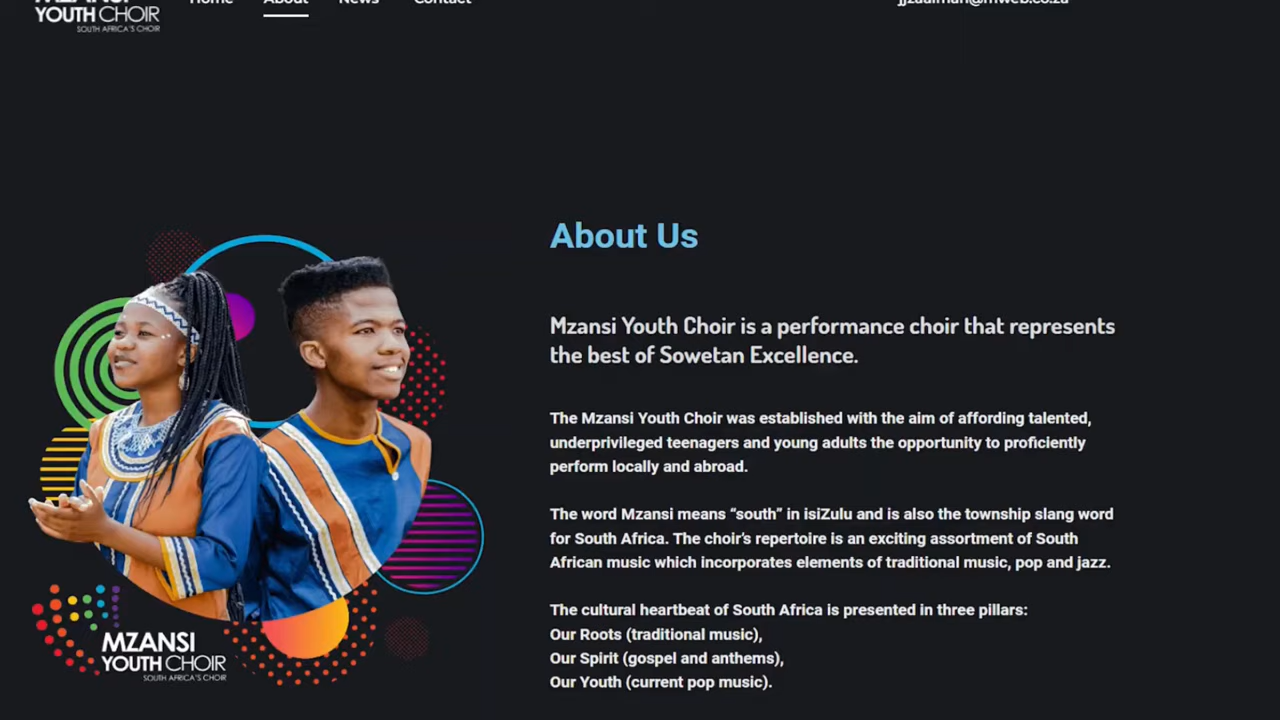 YOUTH CHOIR
SOUTH AFRICA'S CHOIR
Home
About
News
Contact
About Us
Mzansi Youth Choir is a performance choir that represents
the best of Sowetan Excellence.
The Mzansi Youth Choir was established with the aim of affording talented,
underprivileged teenagers and young adults the opportunity to proficiently
perform locally and abroad.
The word Mzansi means “south” in isiZulu and is also the township slang word
for South Africa. The choir’s repertoire is an exciting assortment of South
African music which incorporates elements of traditional music, pop and jazz.
The cultural heartbeat of South Africa is presented in three pillars:
Our Roots (traditional music),
Our Spirit (gospel and anthems),
Our Youth (current pop music).
MZANSI
YOUTH CHOIR
SOUTH AFRICA'S CHOIR